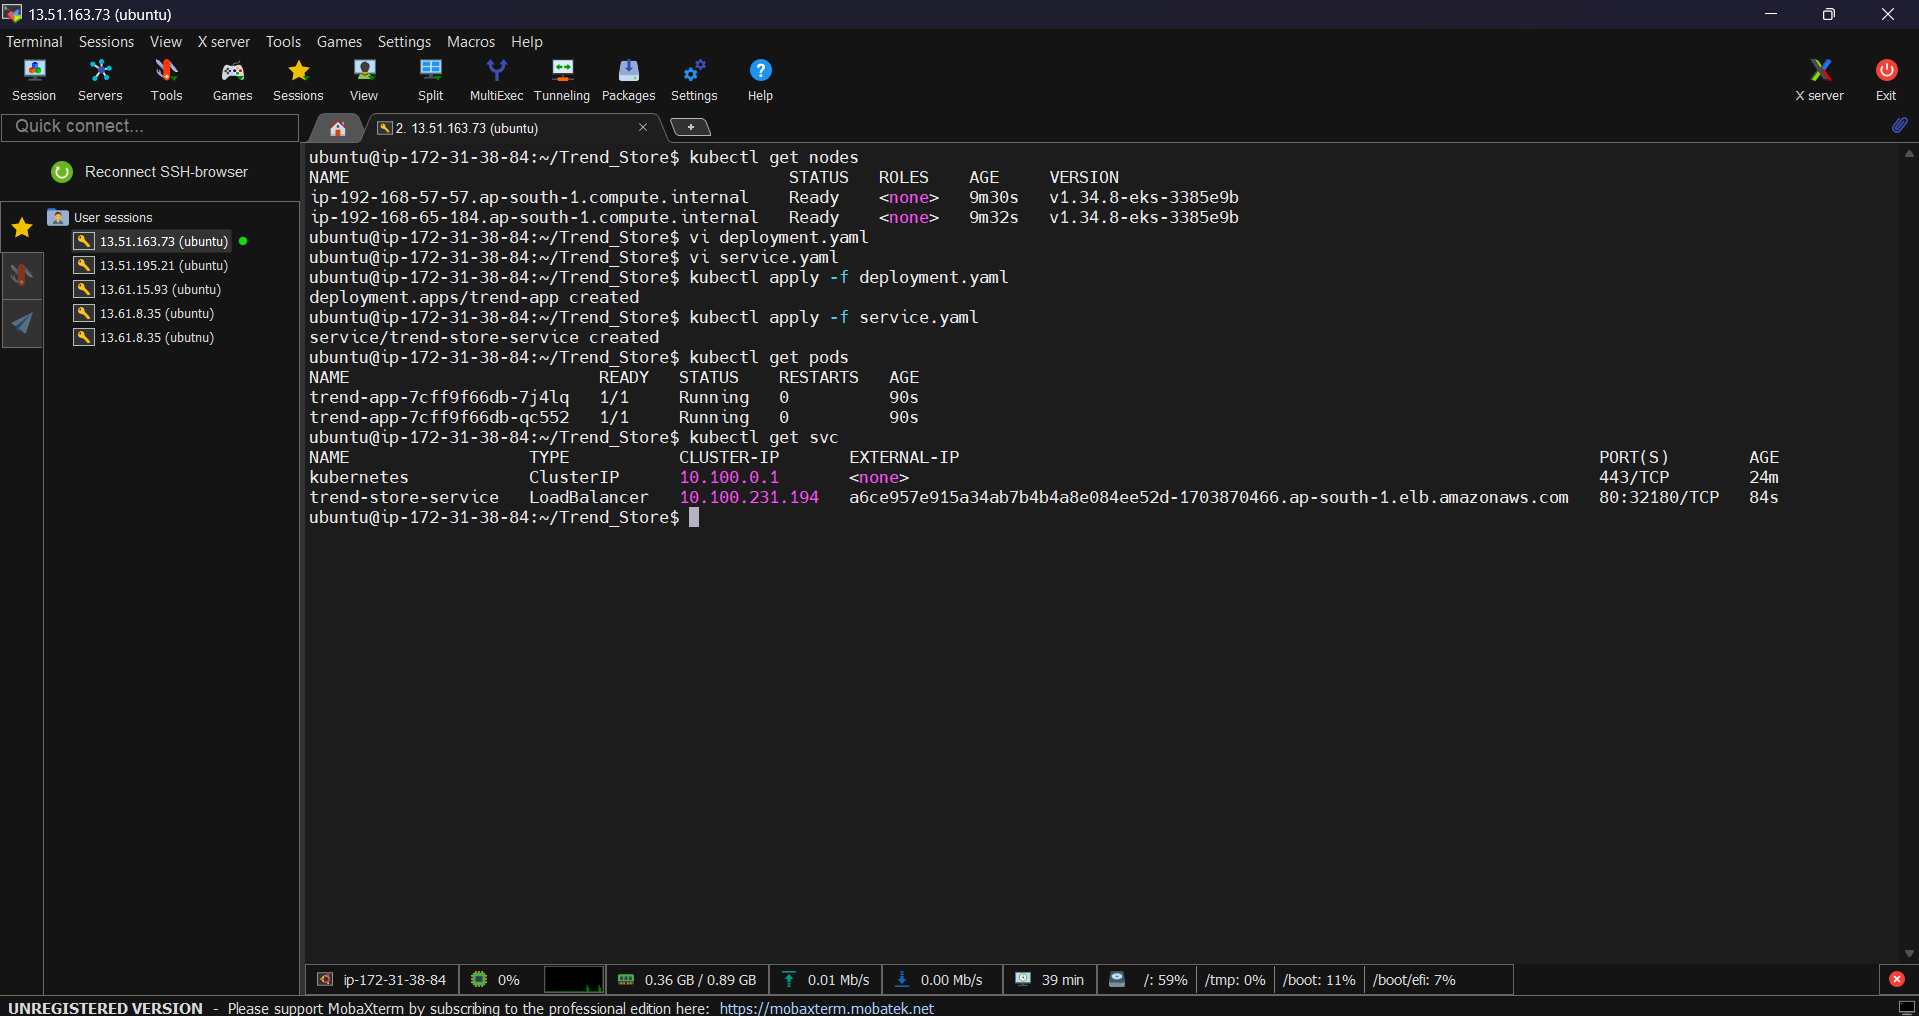 13.51.163.73 (ubuntu)
Terminal Sessions View X server Tools Games Settings Macros Help
Session Servers Tools Games Sessions View Split MultiExec Tunneling Packages Settings Help X server Exit
Quick connect...
2. 13.51.163.73 (ubuntu)
Reconnect SSH-browser
User sessions
13.51.163.73 (ubuntu)
13.51.195.21 (ubuntu)
13.61.15.93 (ubuntu)
13.61.8.35 (ubuntu)
13.61.8.35 (ubutnu)
ubuntu@ip-172-31-38-84:~/Trend_Store$ kubectl get nodes
NAME STATUS ROLES AGE VERSION
ip-192-168-57-57.ap-south-1.compute.internal Ready <none> 9m30s v1.34.8-eks-3385e9b
ip-192-168-65-184.ap-south-1.compute.internal Ready <none> 9m32s v1.34.8-eks-3385e9b
ubuntu@ip-172-31-38-84:~/Trend_Store$ vi deployment.yaml
ubuntu@ip-172-31-38-84:~/Trend_Store$ vi service.yaml
ubuntu@ip-172-31-38-84:~/Trend_Store$ kubectl apply -f deployment.yaml
deployment.apps/trend-app created
ubuntu@ip-172-31-38-84:~/Trend_Store$ kubectl apply -f service.yaml
service/trend-store-service created
ubuntu@ip-172-31-38-84:~/Trend_Store$ kubectl get pods
NAME READY STATUS RESTARTS AGE
trend-app-7cff9f66db-7j4lq 1/1 Running 0 90s
trend-app-7cff9f66db-qc552 1/1 Running 0 90s
ubuntu@ip-172-31-38-84:~/Trend_Store$ kubectl get svc
NAME TYPE CLUSTER-IP EXTERNAL-IP PORT(S) AGE
kubernetes ClusterIP 10.100.0.1 <none> 443/TCP 24m
trend-store-service LoadBalancer 10.100.231.194 a6ce957e915a34ab7b4b4a8e084ee52d-1703870466.ap-south-1.elb.amazonaws.com 80:32180/TCP 84s
ubuntu@ip-172-31-38-84:~/Trend_Store$
ip-172-31-38-84 0% 0.36 GB / 0.89 GB 0.01 Mb/s 0.00 Mb/s 39 min /: 59% /tmp: 0% /boot: 11% /boot/efi: 7%
UNREGISTERED VERSION - Please support MobaXterm by subscribing to the professional edition here: https://mobaxterm.mobatek.net